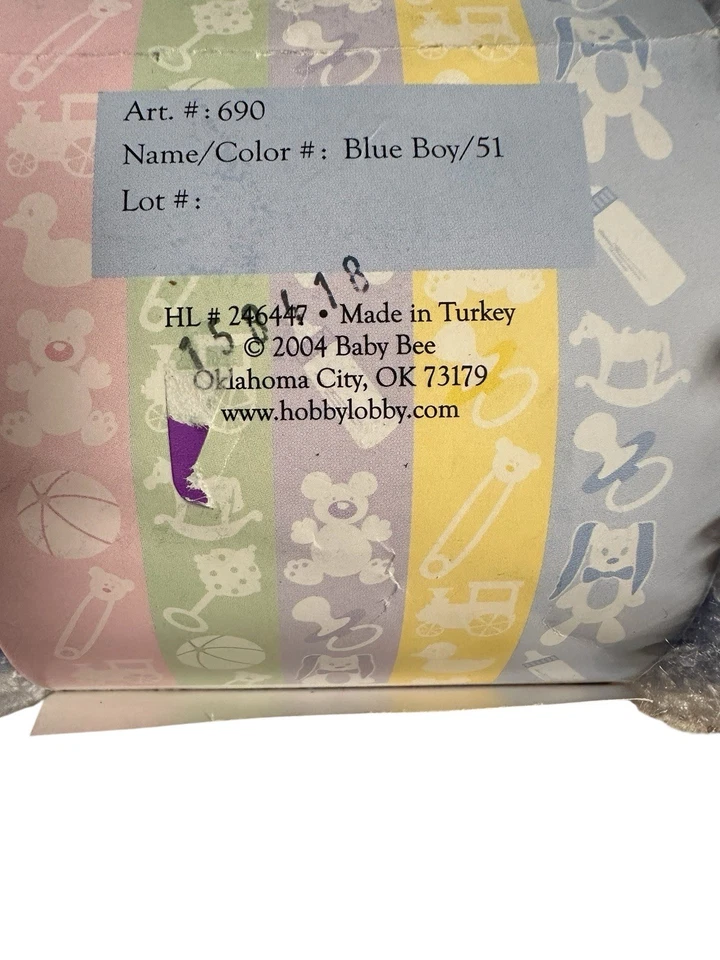 Art. #: 690
Name/Color #: Blue Boy/51
Lot #:
HL # 246447 • Made in Turkey
© 2004 Baby Bee
Oklahoma City, OK 73179
www.hobbylobby.com